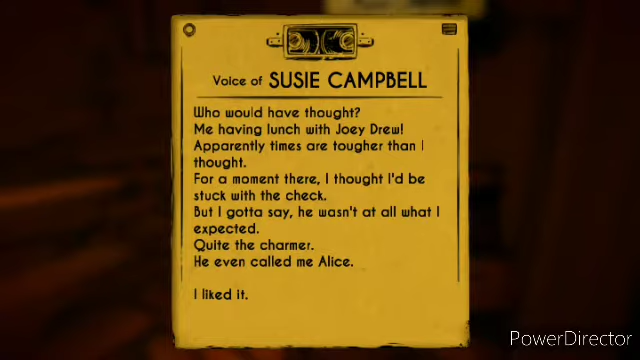 Voice of SUSIE CAMPBELL
Who would have thought?
Me having lunch with Joey Drew!
Apparently times are tougher than I
thought.
For a moment there, I thought I'd be
stuck with the check.
But I gotta say, he wasn't at all what I
expected.
Quite the charmer.
He even called me Alice.
I liked it.
PowerDirector